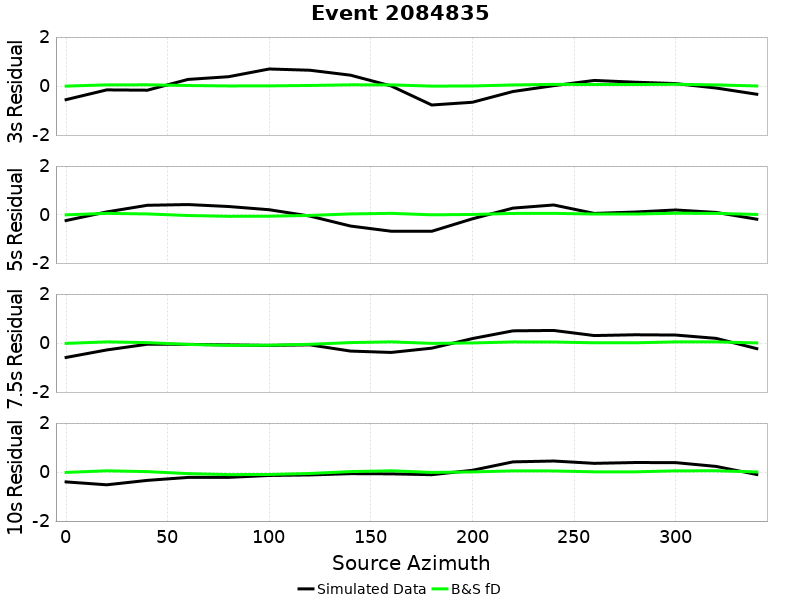 Event 2084835
3s Residual
2
0
-2
5s Residual
2
0
-2
7.5s Residual
2
0
-2
10s Residual
2
0
-2
0 50 100 150 200 250 300
Source Azimuth
Simulated Data B&S fD